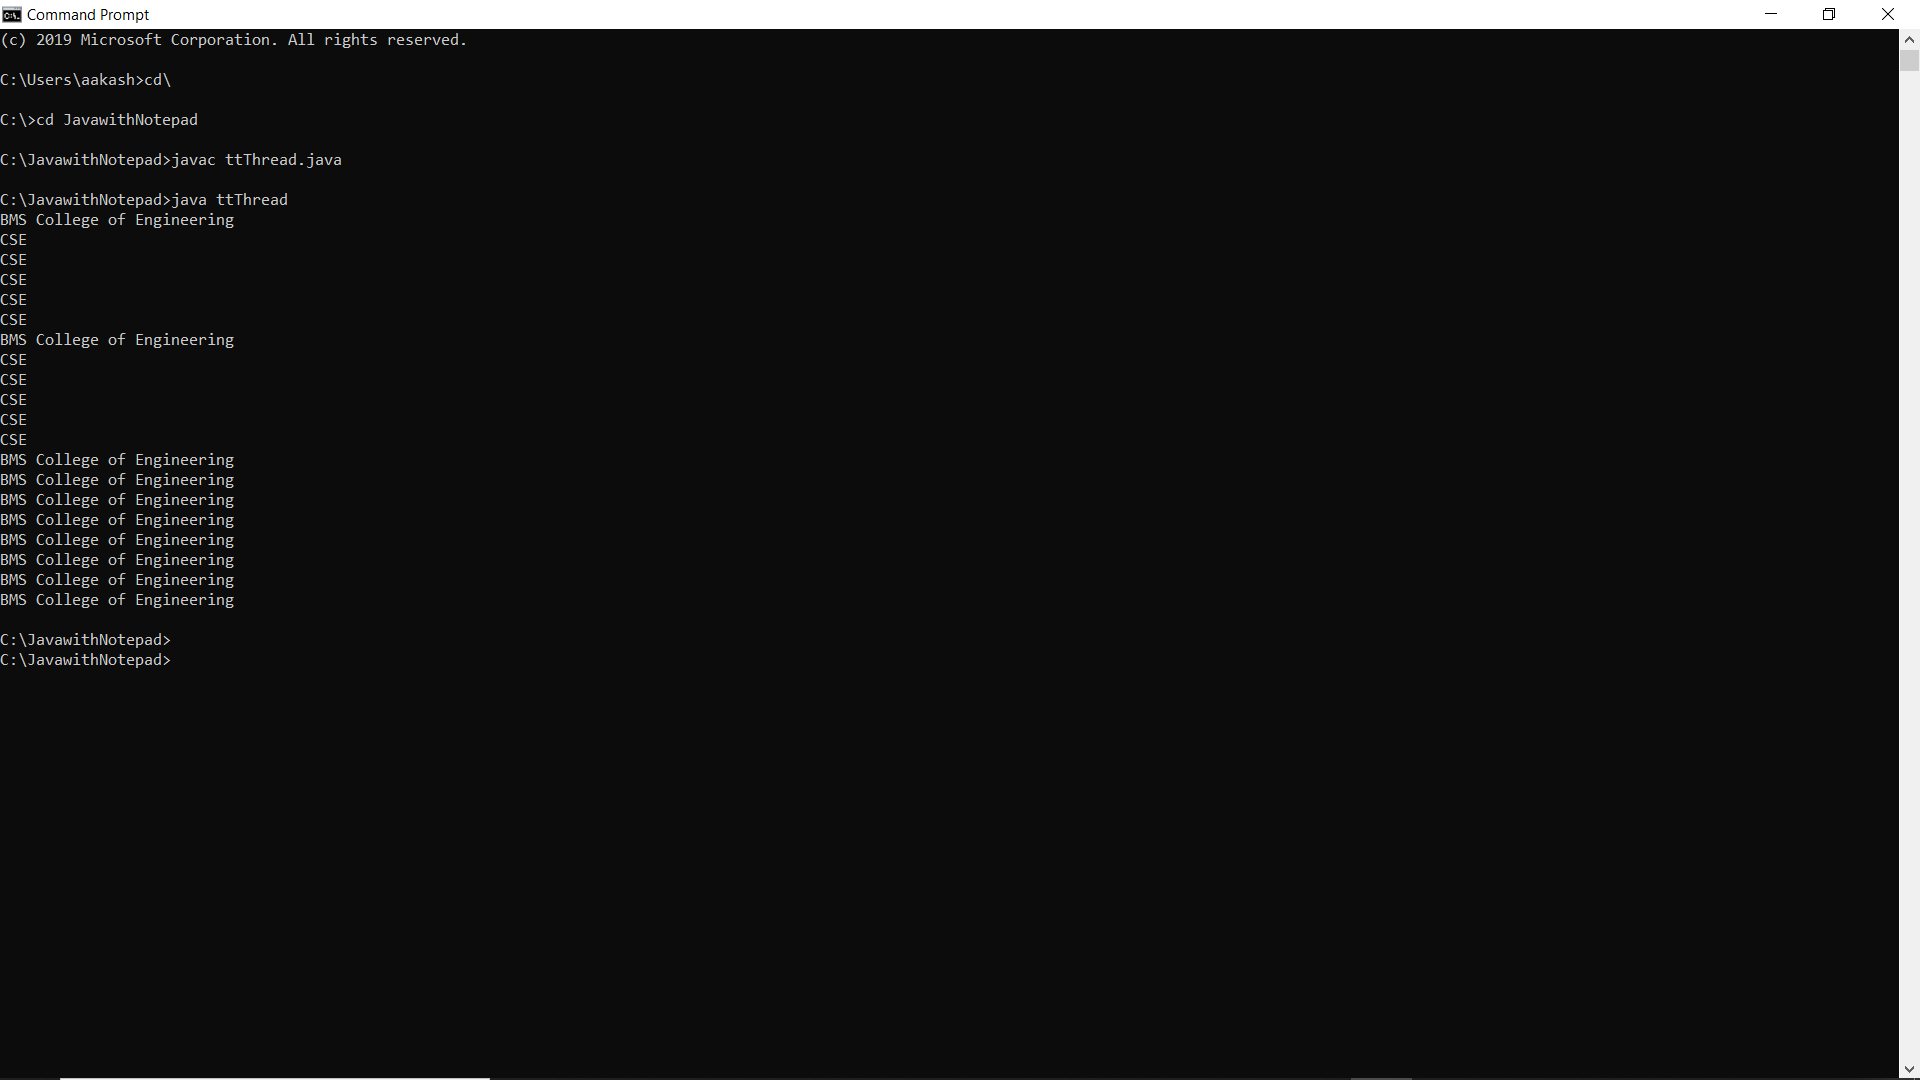 Command Prompt
(c) 2019 Microsoft Corporation. All rights reserved.
C:\Users\aakash>cd\
C:\>cd JavawithNotepad
C:\JavawithNotepad>javac ttThread.java
C:\JavawithNotepad>java ttThread
BMS College of Engineering
CSE
CSE
CSE
CSE
CSE
BMS College of Engineering
CSE
CSE
CSE
CSE
CSE
BMS College of Engineering
BMS College of Engineering
BMS College of Engineering
BMS College of Engineering
BMS College of Engineering
BMS College of Engineering
BMS College of Engineering
BMS College of Engineering
C:\JavawithNotepad>
C:\JavawithNotepad>